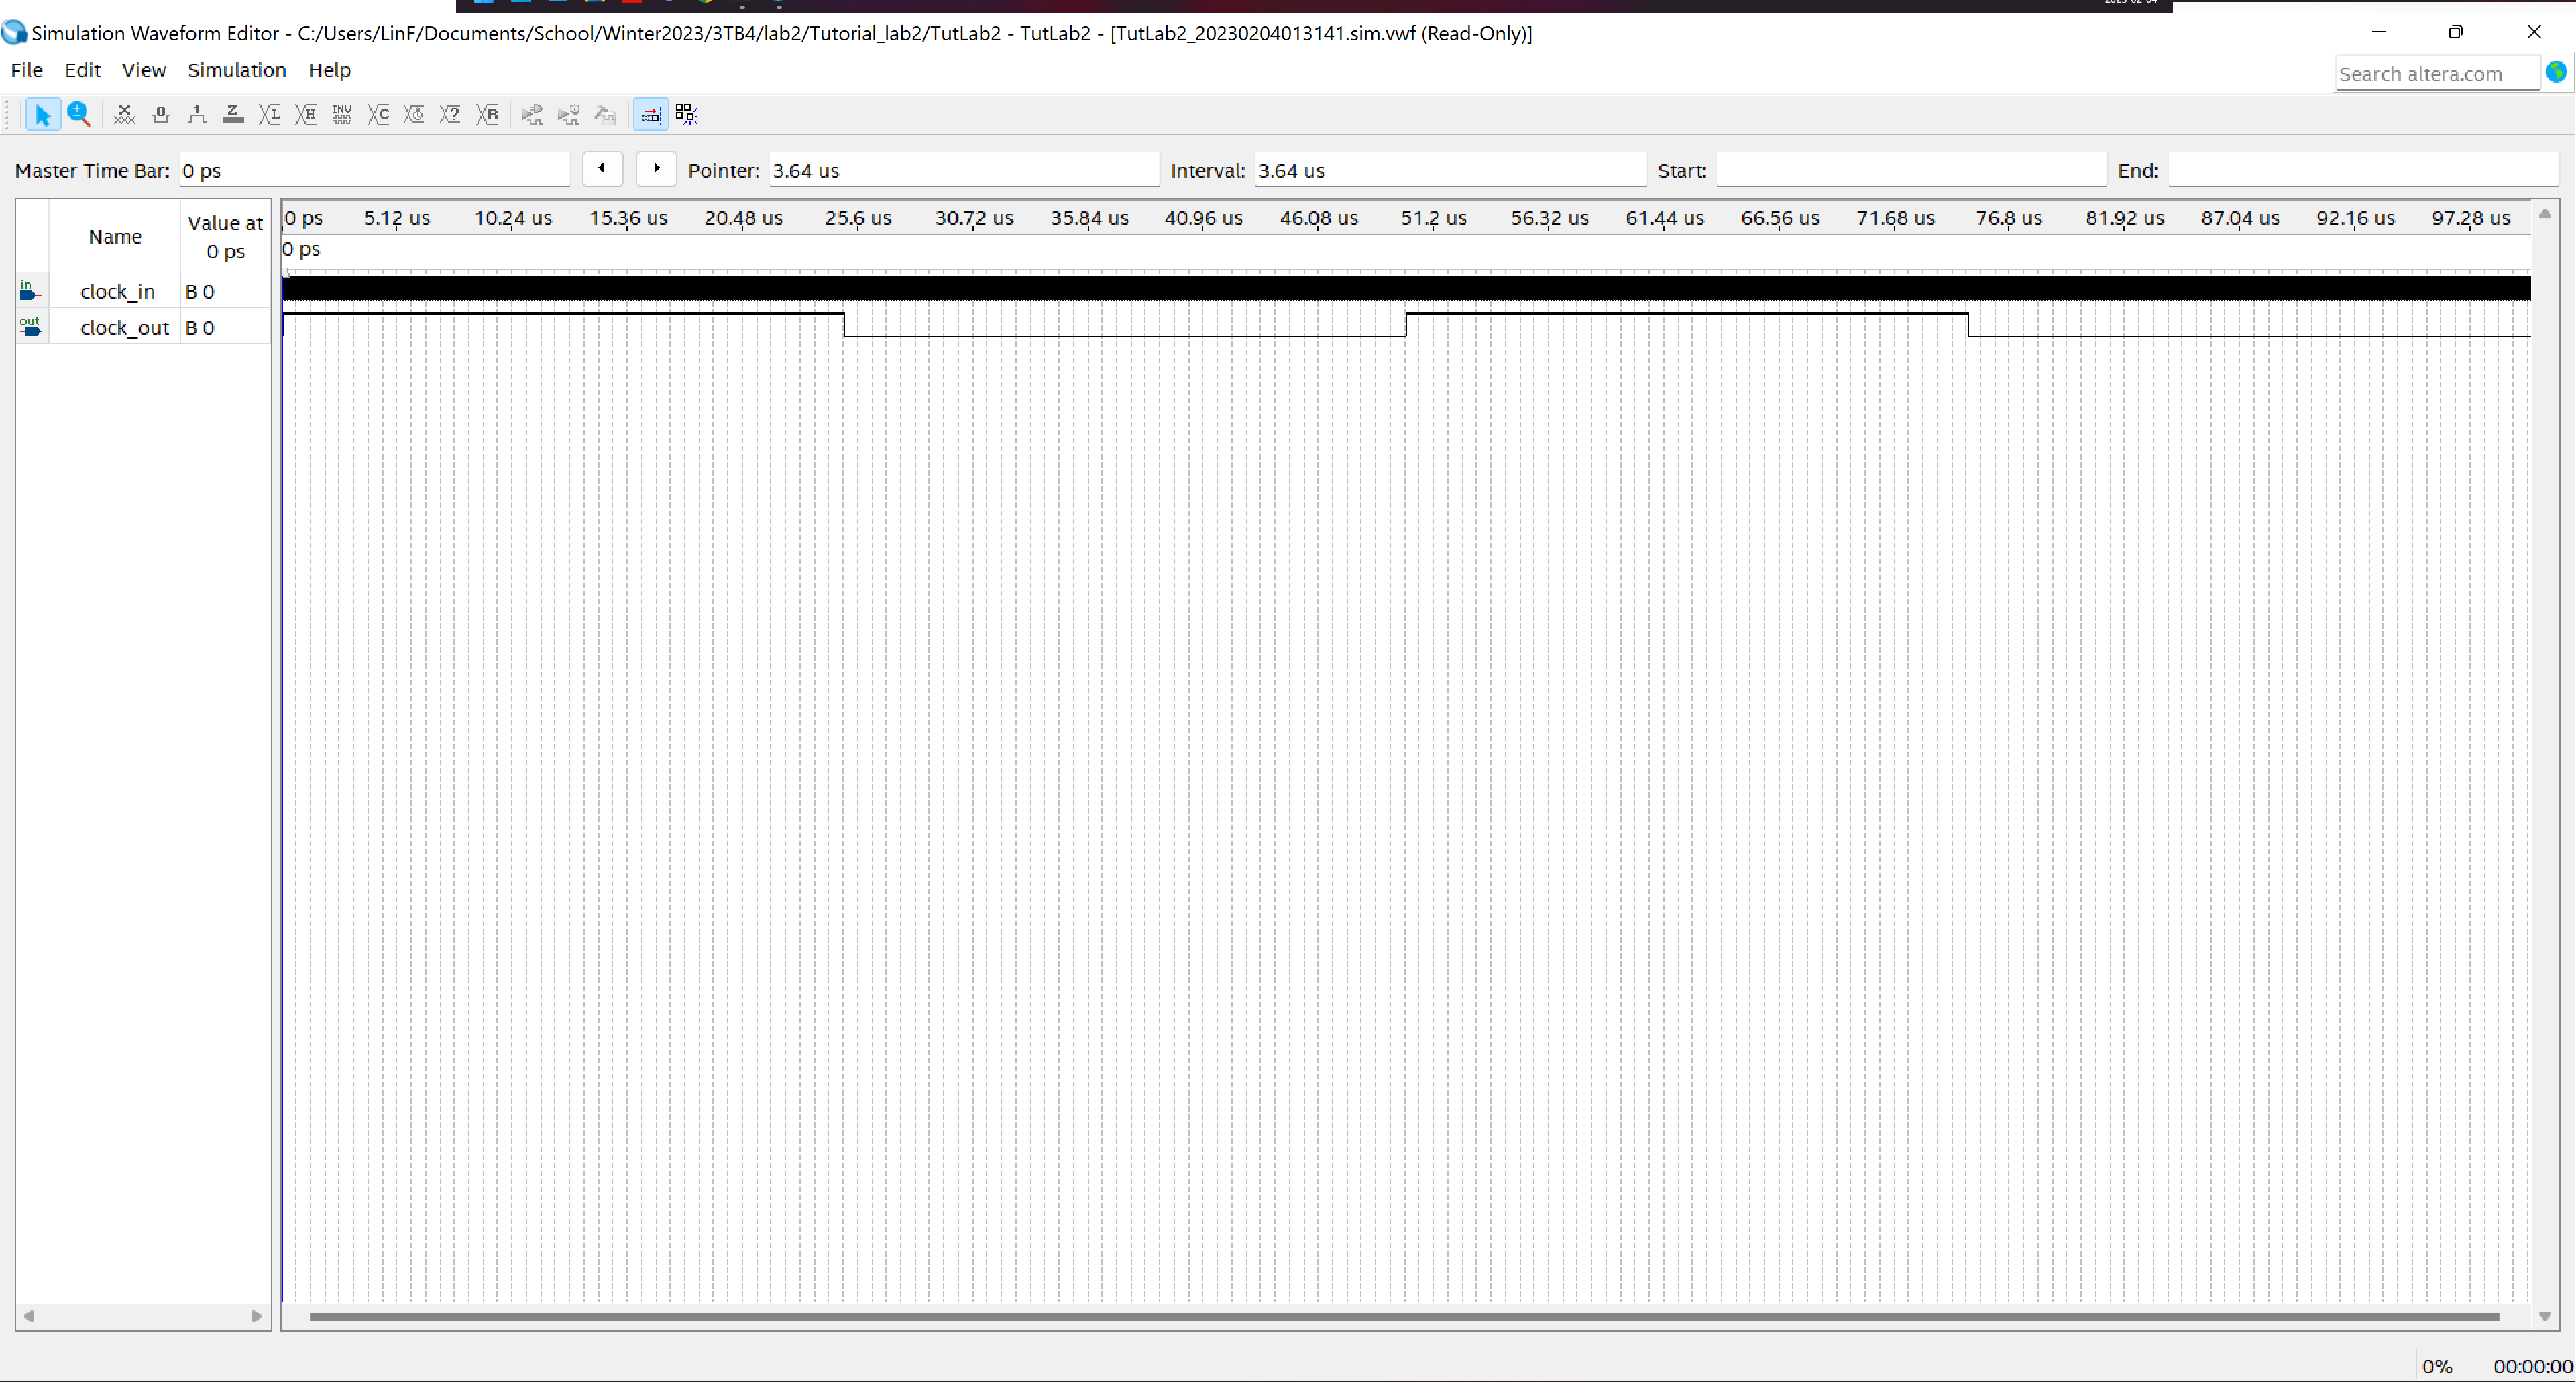 Simulation Waveform Editor - C:/Users/LinF/Documents/School/Winter2023/3TB4/lab2/Tutorial_lab2/TutLab2 - TutLab2 - [TutLab2_20230204013141.sim.vwf (Read-Only)]
File Edit View Simulation Help
Search altera.com
Master Time Bar: 0 ps Pointer: 3.64 us Interval: 3.64 us Start: End:
Name Value at 0 ps
0 ps 5.12 us 10.24 us 15.36 us 20.48 us 25.6 us 30.72 us 35.84 us 40.96 us 46.08 us 51.2 us 56.32 us 61.44 us 66.56 us 71.68 us 76.8 us 81.92 us 87.04 us 92.16 us 97.28 us
0 ps
in clock_in B 0
out clock_out B 0
0% 00:00:00